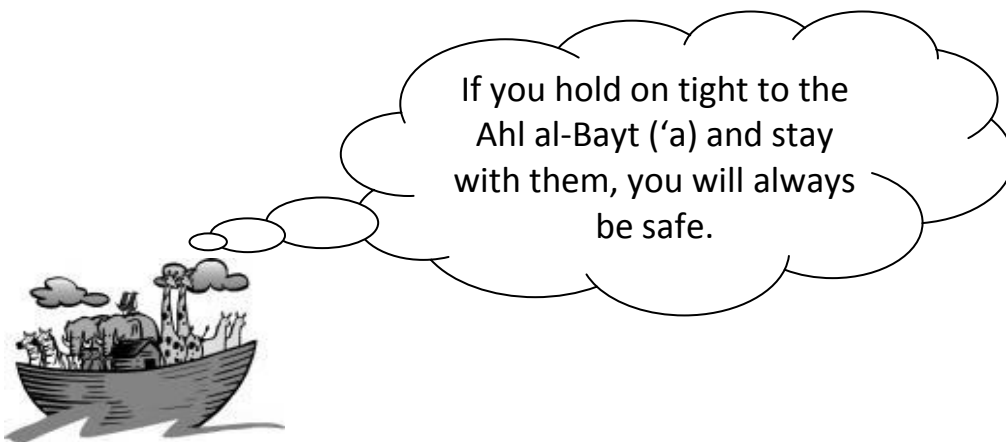 If you hold on tight to the
Ahl al-Bayt (‘a) and stay
with them, you will always
be safe.